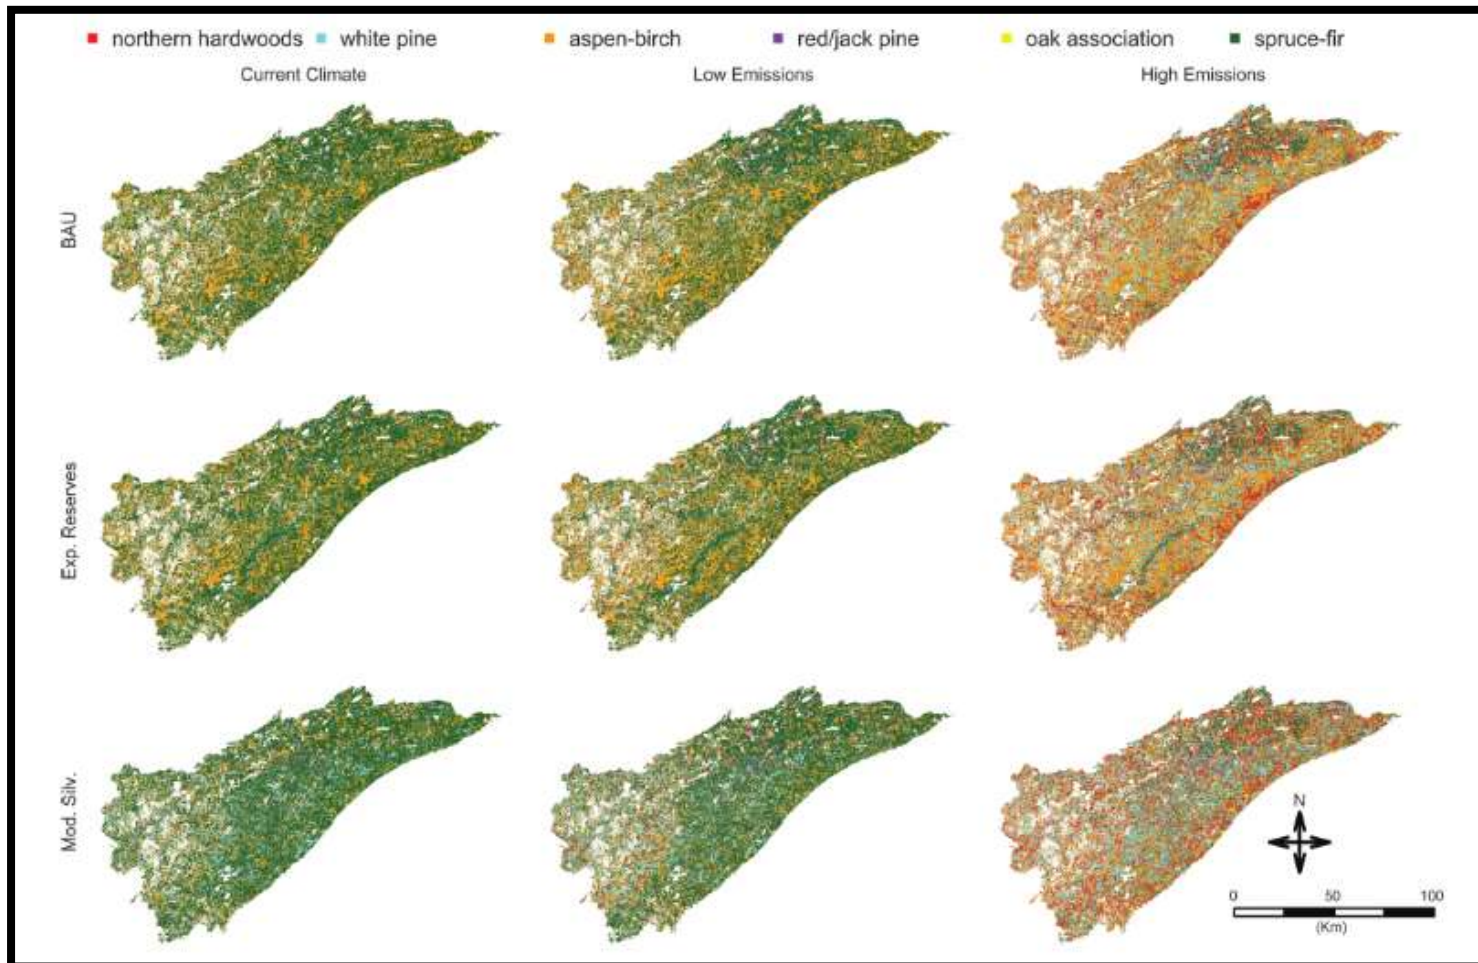 northern hardwoods white pine aspen-birch red/jack pine oak association spruce-fir
Current Climate Low Emissions High Emissions
BAU
Exp. Reserves
Mod. Silv.
N
0 50 100
(Km)